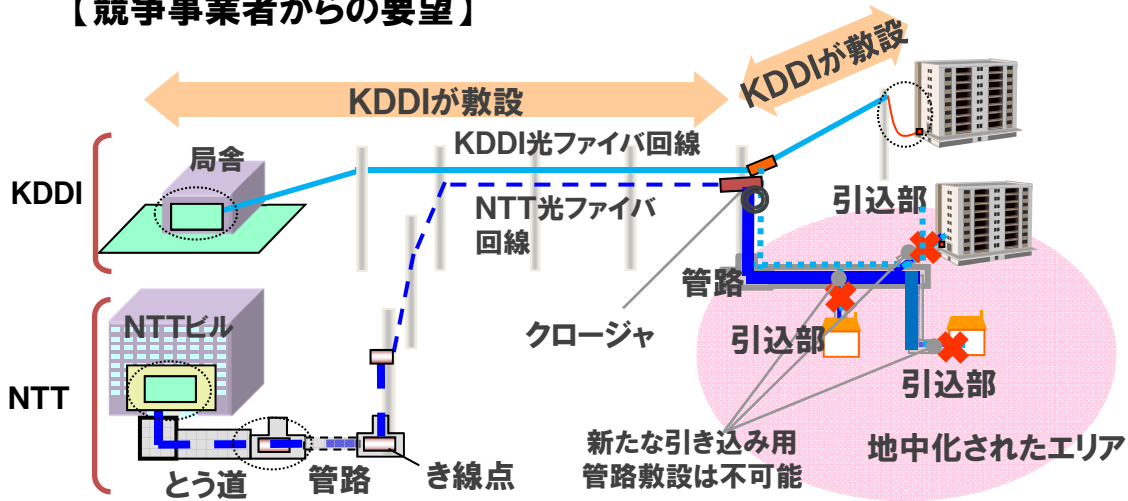 【競争事業者からの要望】
KDDIが敷設
KDDIが敷設
KDDI
局舎
KDDI光ファイバ回線
NTT光ファイバ
回線
引込部
管路
クロージャ
引込部
引込部
NTT
NTTビル
とう道
管路
き線点
新たな引き込み用
管路敷設は不可能
地中化されたエリア